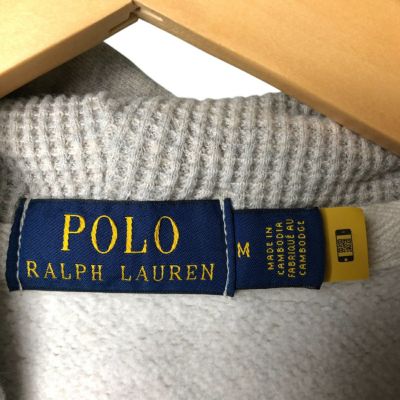 POLO
RALPH LAUREN
M
MADE IN
CAMBODIA
FABRIQUÉ AU
CAMBODGE